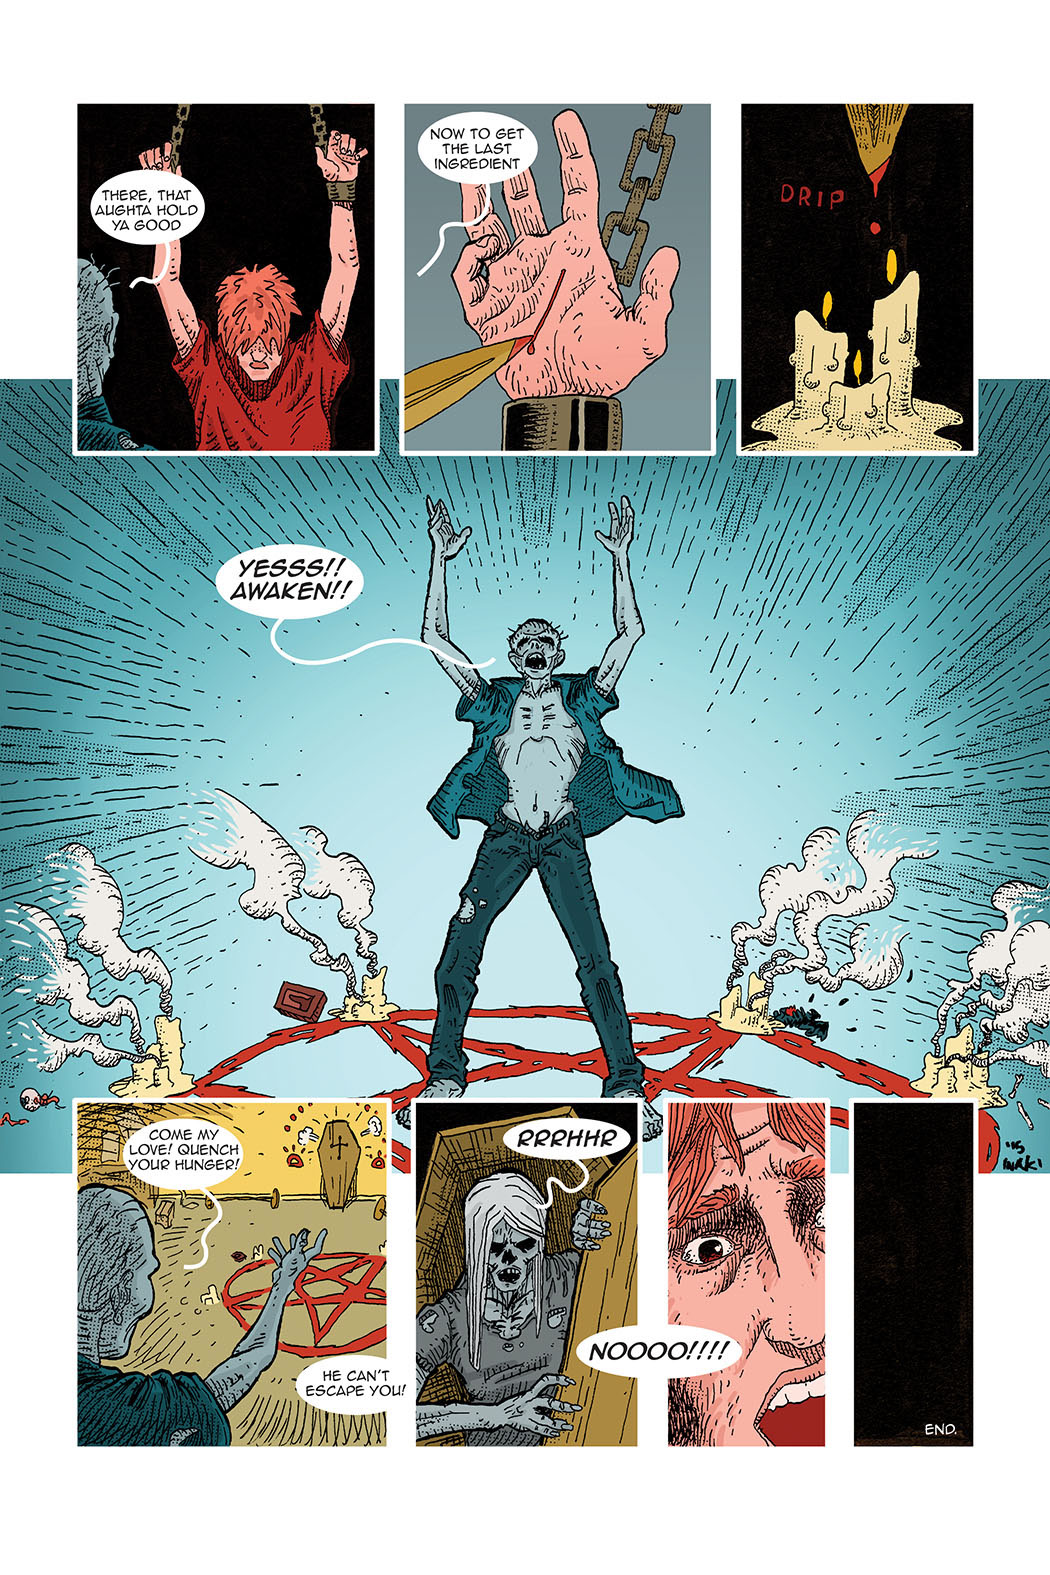 THERE, THAT
AUGHTA HOLD
YA GOOD
NOW TO GET
THE LAST
INGREDIENT
DRIP
YESSS!!
AWAKEN!!
'15
COME MY
LOVE! QUENCH
YOUR HUNGER!
HE CAN'T
ESCAPE YOU!
RRRHHR
NOOOO!!!!
END.